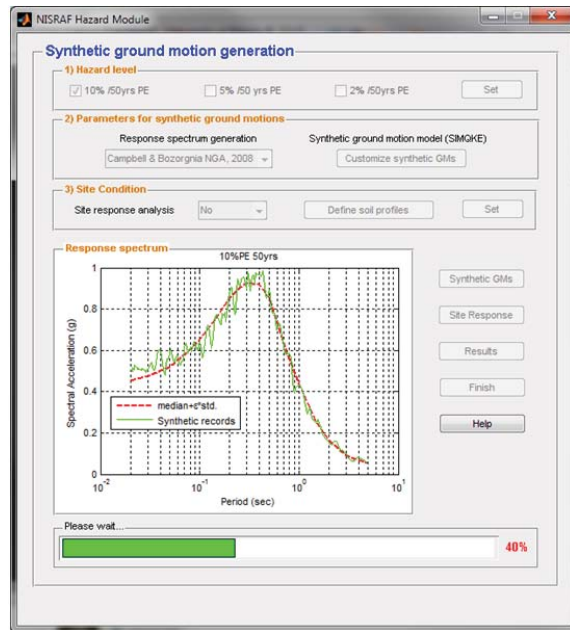 NISRAF Hazard Module
Synthetic ground motion generation
1) Hazard level
10% /50yrs PE 5% /50 yrs PE 2% /50yrs PE Set
2) Parameters for synthetic ground motions
Response spectrum generation Synthetic ground motion model (SIMQKE)
Campbell & Bozorgnia NGA, 2008 Customize synthetic GMs
3) Site Condition
Site response analysis No Define soil profiles Set
Response spectrum
10%PE 50yrs
Spectral Acceleration (g)
1
0.8
0.6
0.4
0.2
0
median+ε*std.
Synthetic records
10^-2 10^-1 10^0 10^1
Period (sec)
Synthetic GMs
Site Response
Results
Finish
Help
Please wait...
40%